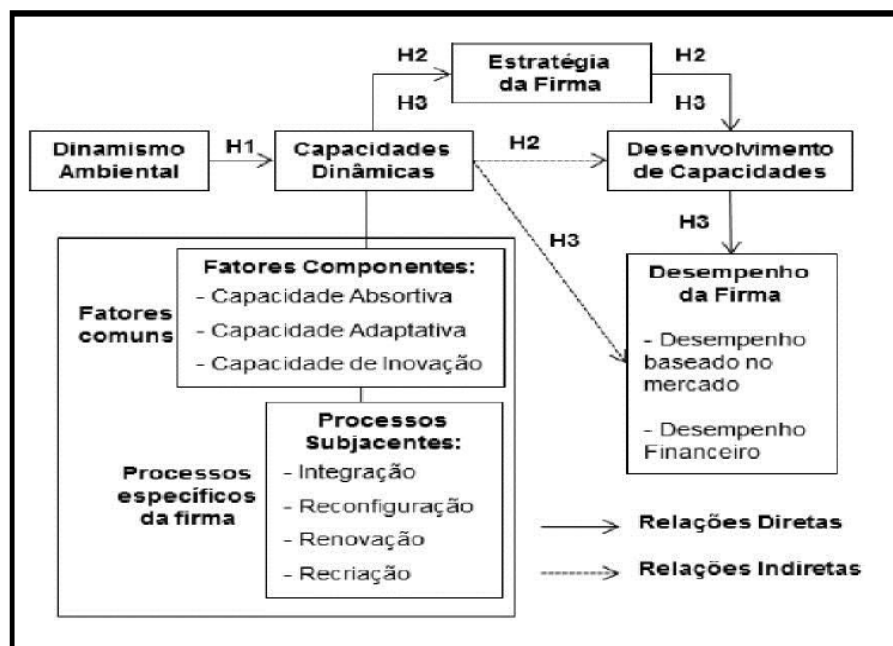 H2
Estratégia
da Firma
H2
H3
H3
Dinamismo
Ambiental
H1
Capacidades
Dinâmicas
H2
Desenvolvimento
de Capacidades
H3
H3
Fatores
comuns
Fatores Componentes:
- Capacidade Absortiva
- Capacidade Adaptativa
- Capacidade de Inovação
Desempenho
da Firma
- Desempenho
baseado no
mercado
- Desempenho
Financeiro
Processos
específicos
da firma
Processos
Subjacentes:
- Integração
- Reconfiguração
- Renovação
- Recriação
Relações Diretas
Relações Indiretas